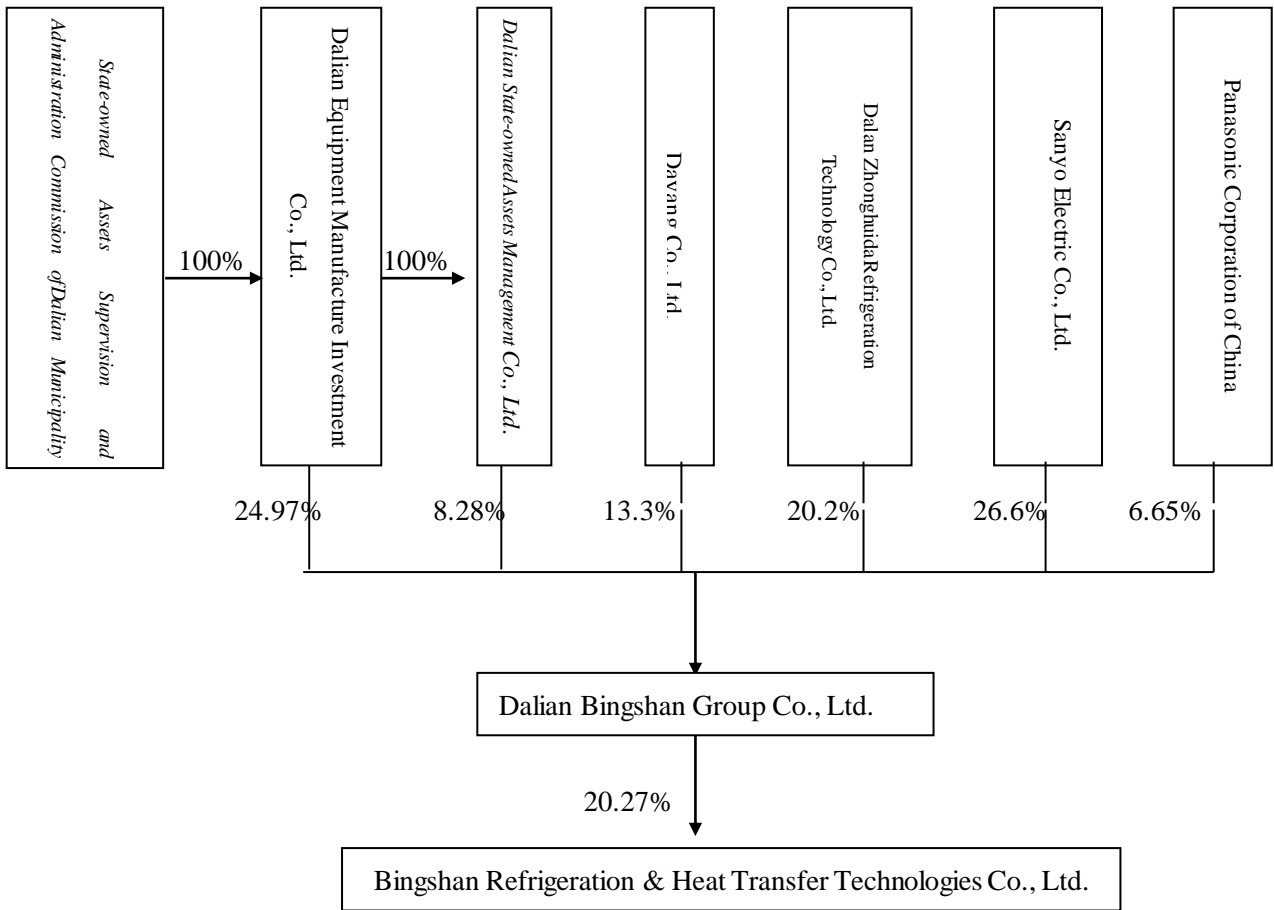 State-owned Assets Supervision and
Administration Commission ofDalian Municipality
100%
Dalian Equipment Manufacture Investment
Co., Ltd.
100%
Dalian State-owned Assets Management Co., Ltd.
Dayang Co., Ltd.
Dalan Zhonghuida Refrigeration
Technology Co., Ltd.
Sanyo Electric Co., Ltd.
Panasonic Corporation of China
24.97%
8.28%
13.3%
20.2%
26.6%
6.65%
Dalian Bingshan Group Co., Ltd.
20.27%
Bingshan Refrigeration & Heat Transfer Technologies Co., Ltd.